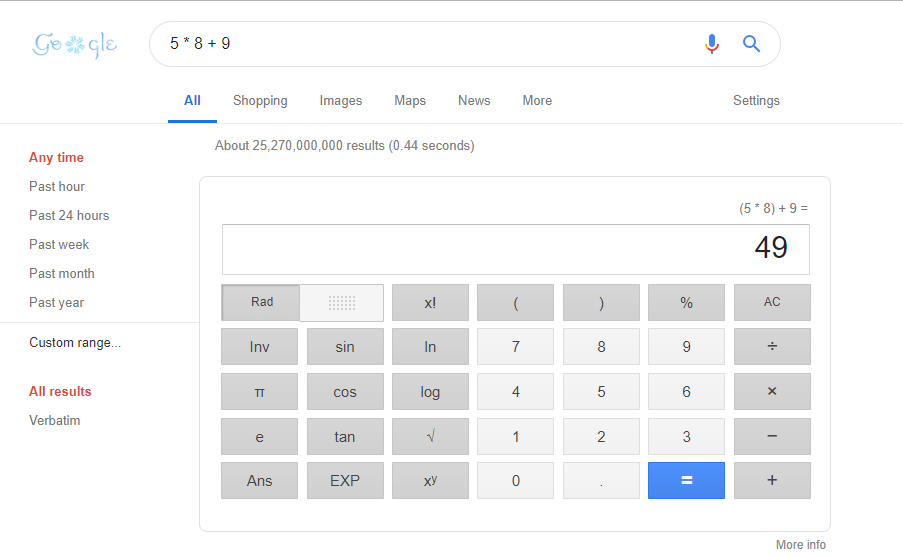 Google
5 * 8 + 9
All Shopping Images Maps News More Settings
About 25,270,000,000 results (0.44 seconds)
Any time
Past hour
Past 24 hours
Past week
Past month
Past year
Custom range...
All results
Verbatim
(5 * 8) + 9 =
49
Rad x! ( ) % AC
Inv sin ln 7 8 9 ÷
π cos log 4 5 6 ×
e tan √ 1 2 3 −
Ans EXP xʸ 0 . = +
More info